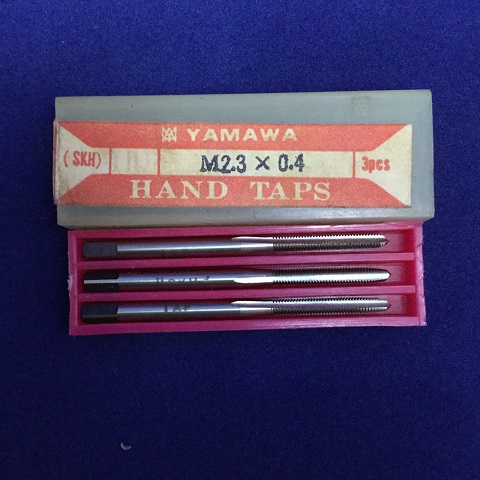 YAMAWA
(SKH) M2.3 × 0.4 3pcs
HAND TAPS